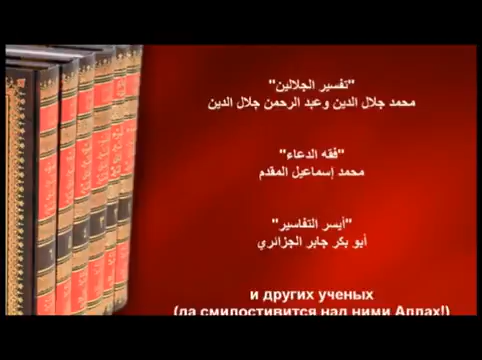 "تفسير الجلالين"
محمد جلال الدين وعبد الرحمن جلال الدين
"فقه الدعاء"
محمد إسماعيل المقدم
"أيسر التفاسير"
أبو بكر جابر الجزائري
и других ученых
(да смилостивится над ними Аллах!)